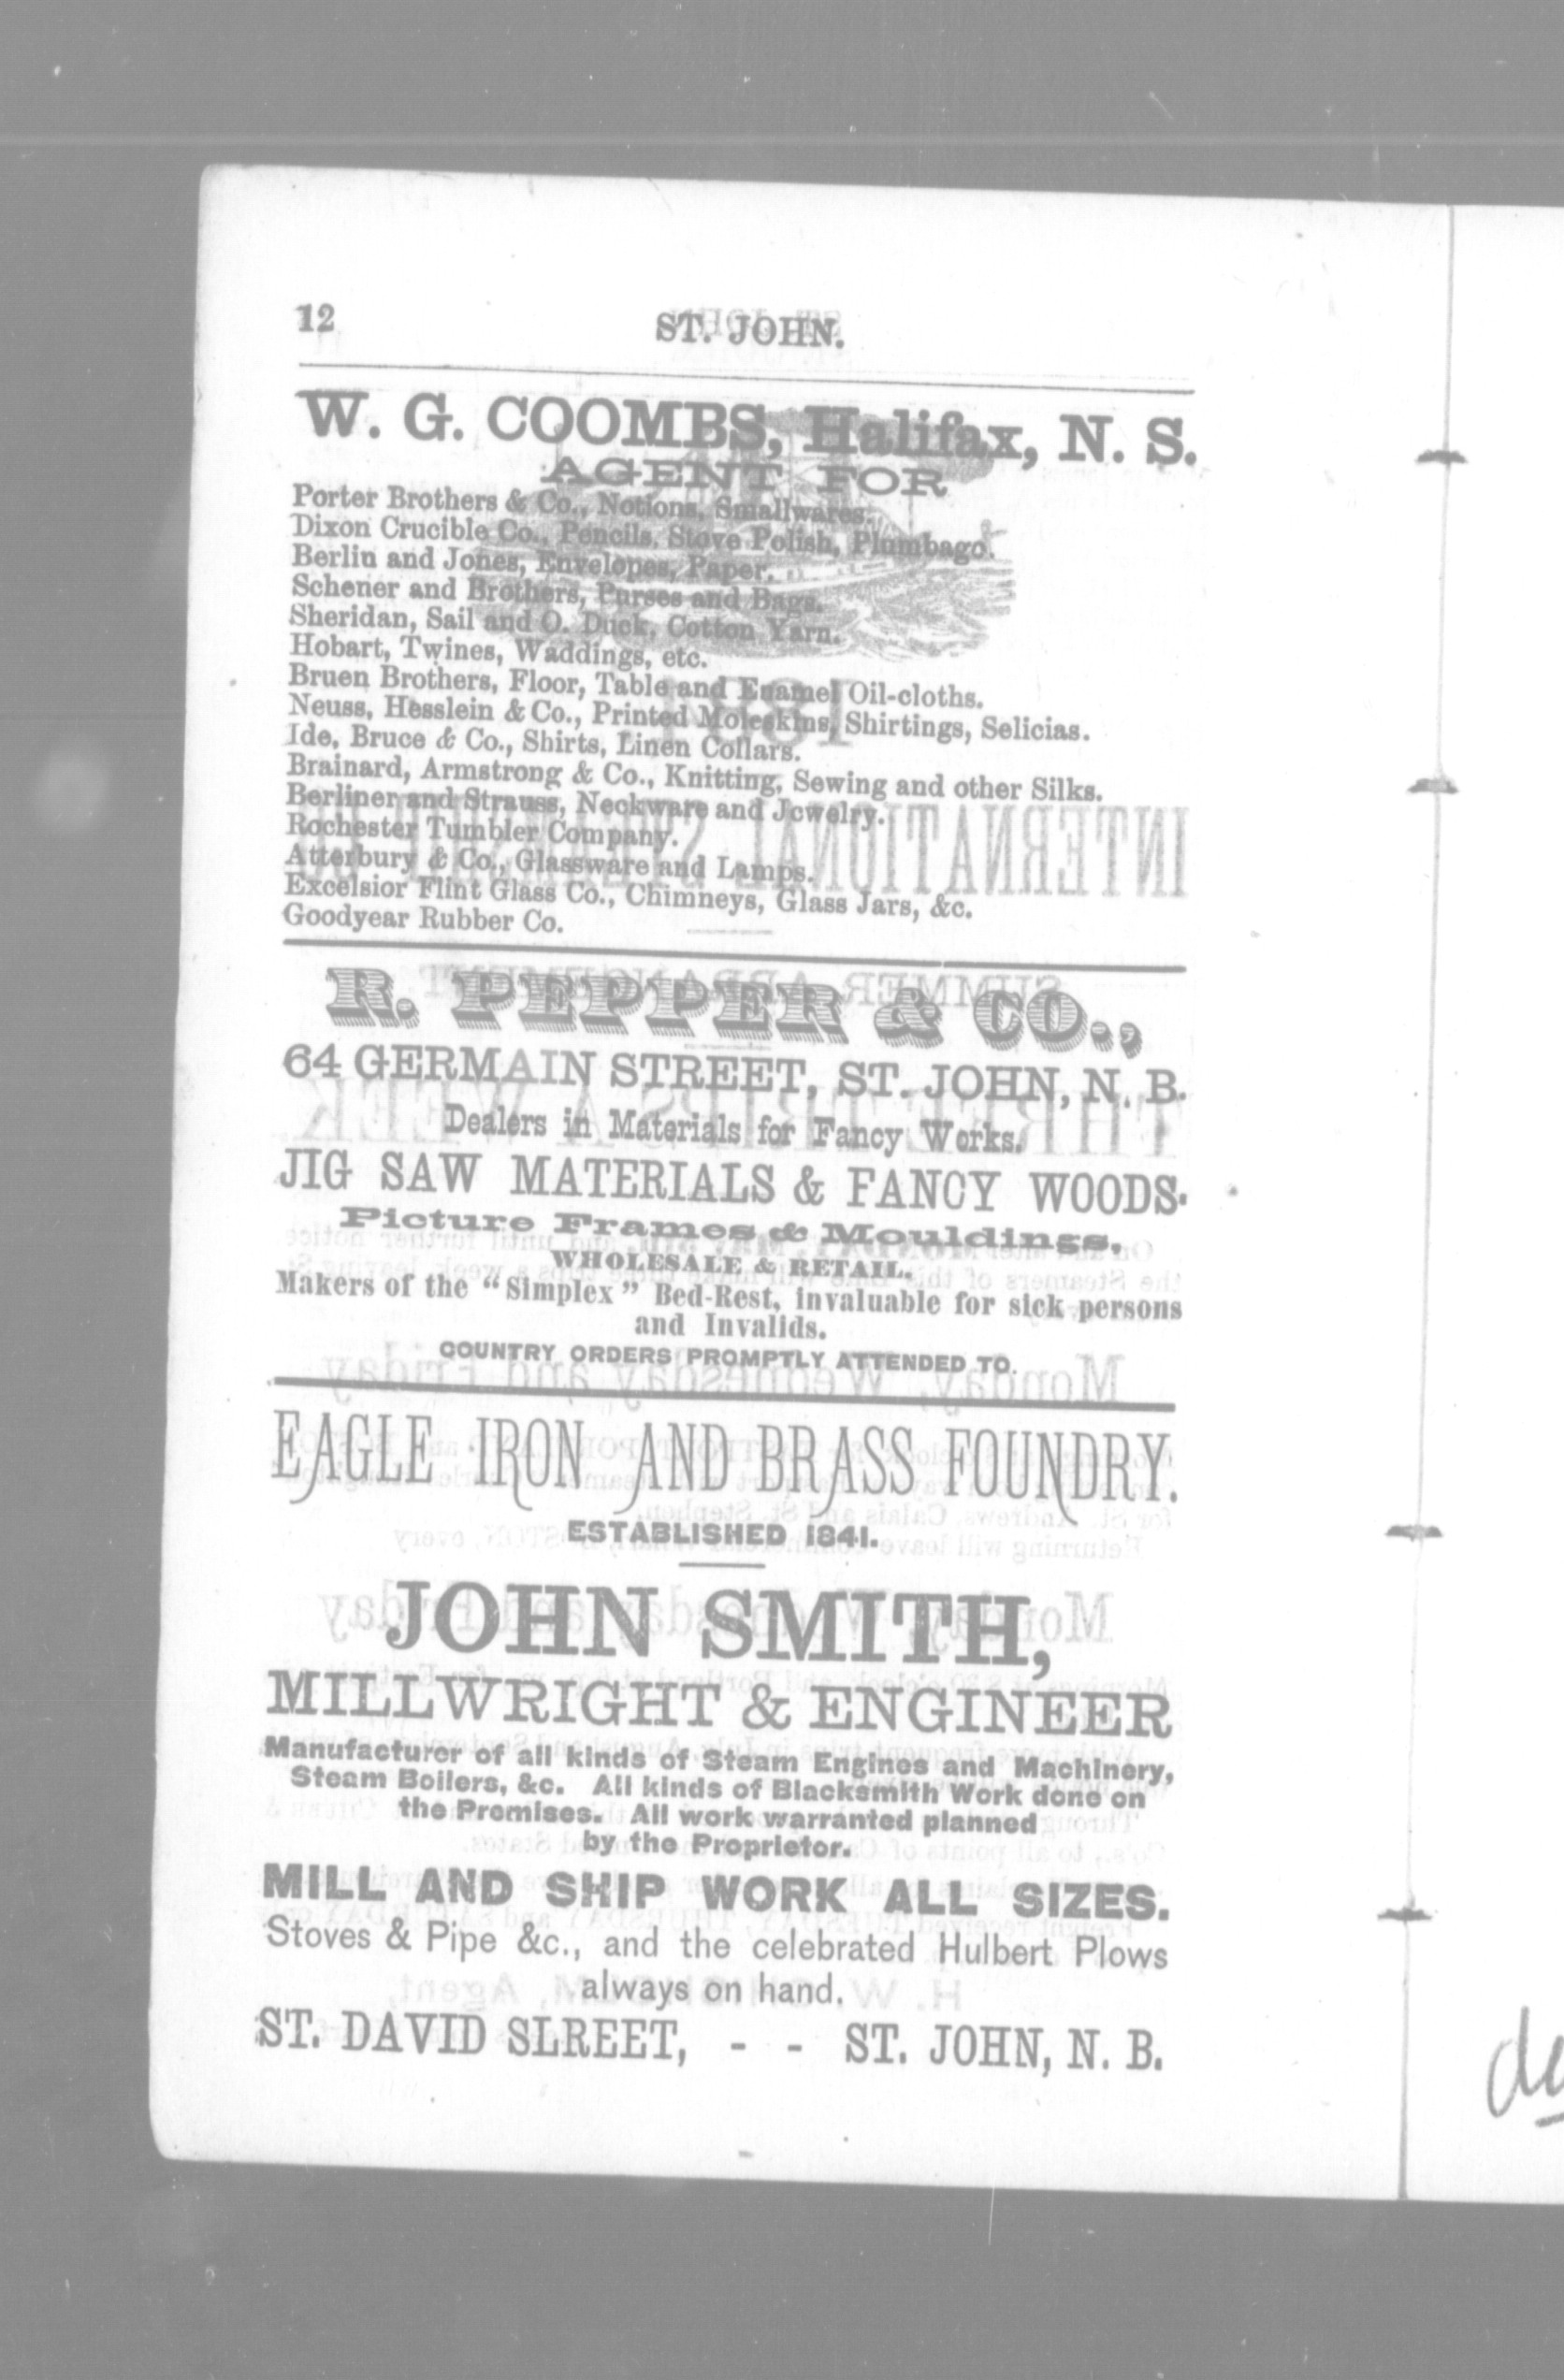 12
ST. JOHN.
W. G. COOMBS, Halifax, N. S.
AGENT FOR
Porter Brothers & Co., Notions, Smallwares.
Dixon Crucible Co., Pencils, Stove Polish, Plumbago.
Berlin and Jones, Envelopes, Paper.
Schener and Brothers, Purses and Bags.
Sheridan, Sail and O. Duck, Cotton Yarn.
Hobart, Twines, Waddings, etc.
Bruen Brothers, Floor, Table and Enamel Oil-cloths.
Neuss, Hesslein & Co., Printed Moleskins, Shirtings, Selicias.
Ide, Bruce & Co., Shirts, Linen Collars.
Brainard, Armstrong & Co., Knitting, Sewing and other Silks.
Berliner and Strauss, Neckware and Jewelry.
Rochester Tumbler Company.
Atterbury & Co., Glassware and Lamps.
Excelsior Flint Glass Co., Chimneys, Glass Jars, &c.
Goodyear Rubber Co.
R. PEPPER & CO.,
64 GERMAIN STREET, ST. JOHN, N. B.
Dealers in Materials for Fancy Works.
JIG SAW MATERIALS & FANCY WOODS.
Picture Frames & Mouldings,
WHOLESALE & RETAIL.
Makers of the "Simplex" Bed-Rest, invaluable for sick persons
and Invalids.
COUNTRY ORDERS PROMPTLY ATTENDED TO.
EAGLE IRON AND BRASS FOUNDRY.
ESTABLISHED 1841.
JOHN SMITH,
MILLWRIGHT & ENGINEER
Manufacturer of all kinds of Steam Engines and Machinery,
Steam Boilers, &c. All kinds of Blacksmith Work done on
the Premises. All work warranted planned
by the Proprietor.
MILL AND SHIP WORK ALL SIZES.
Stoves & Pipe &c., and the celebrated Hulbert Plows
always on hand.
ST. DAVID SLREET, - - ST. JOHN, N. B.